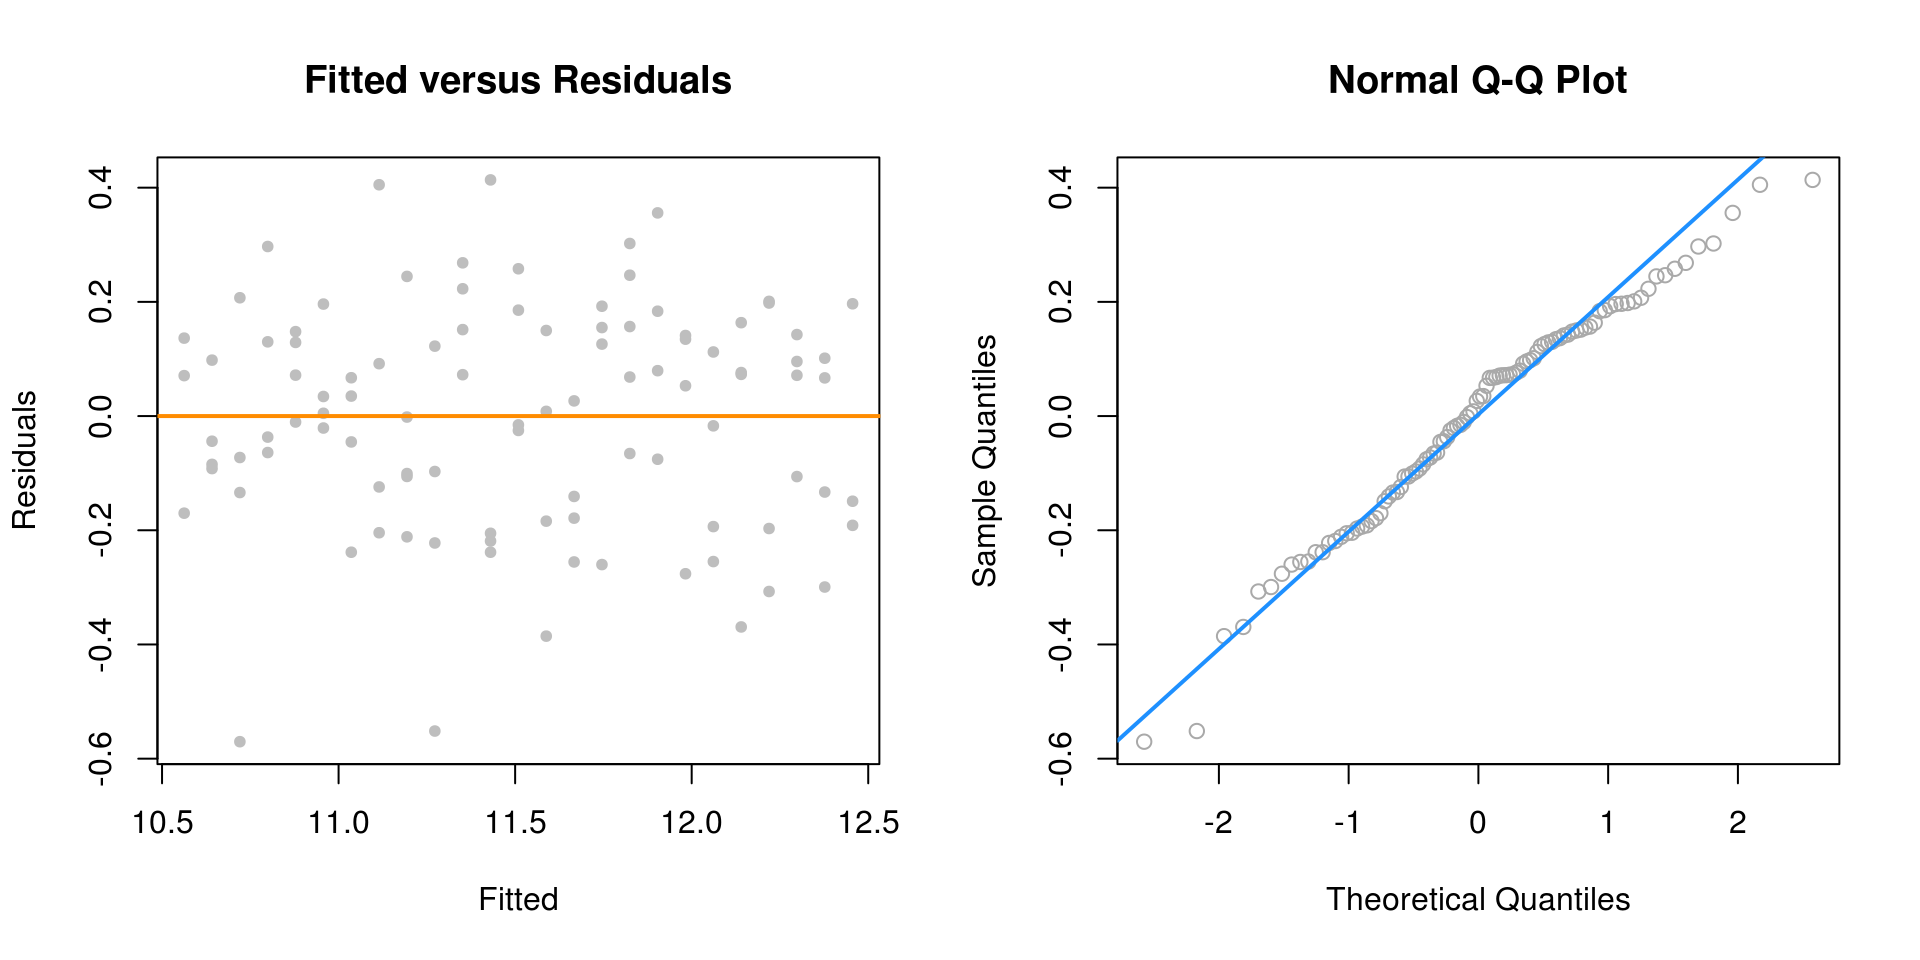 Fitted versus Residuals
Residuals
0.4
0.2
0.0
-0.2
-0.4
-0.6
10.5 11.0 11.5 12.0 12.5
Fitted
Normal Q-Q Plot
Sample Quantiles
0.4
0.2
0.0
-0.2
-0.4
-0.6
-2 -1 0 1 2
Theoretical Quantiles